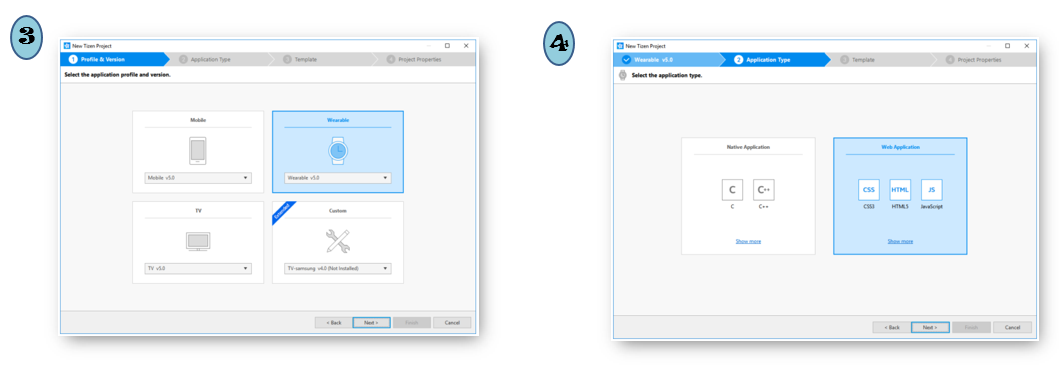 3
New Tizen Project
1 Profile & Version
2 Application Type
3 Template
4 Project Properties
Select the application profile and version.
Mobile
Mobile v5.0
Wearable
Wearable v5.0
TV
TV v5.0
Extended
Custom
TV-samsung v4.0 (Not Installed)
< Back Next > Finish Cancel
4
New Tizen Project
Wearable v5.0
2 Application Type
3 Template
4 Project Properties
Select the application type.
Native Application
C C++
C C++
Show more
Web Application
CSS HTML JS
CSS3 HTML5 JavaScript
Show more
< Back Next > Finish Cancel